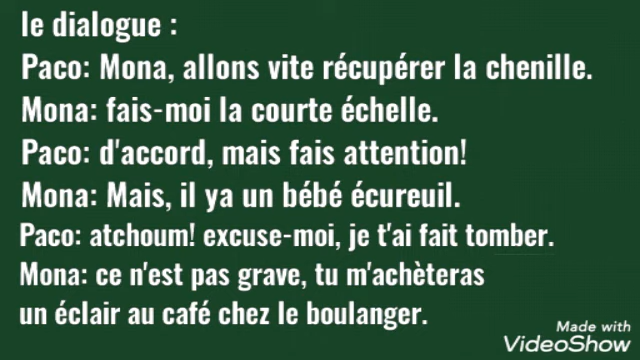 le dialogue :
Paco: Mona, allons vite récupérer la chenille.
Mona: fais-moi la courte échelle.
Paco: d'accord, mais fais attention!
Mona: Mais, il ya un bébé écureuil.
Paco: atchoum! excuse-moi, je t'ai fait tomber.
Mona: ce n'est pas grave, tu m'achèteras
un éclair au café chez le boulanger.
Made with
VideoShow